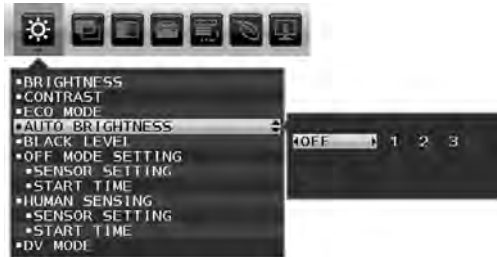 •BRIGHTNESS
•CONTRAST
•ECO MODE
•AUTO BRIGHTNESS
OFF 1 2 3
•BLACK LEVEL
•OFF MODE SETTING
•SENSOR SETTING
•START TIME
•HUMAN SENSING
•SENSOR SETTING
•START TIME
•DV MODE